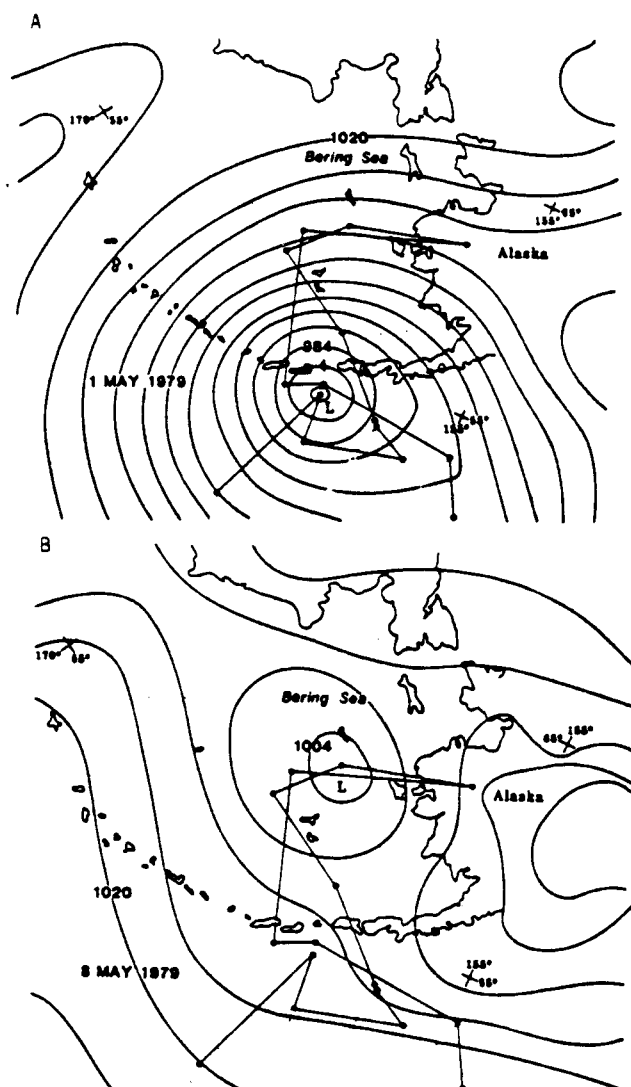 A
1020
Bering Sea
170° 55°
155° 65°
Alaska
984
1 MAY 1979
L
155° 55°
B
170° 55°
Bering Sea
1004
65° 155°
L
Alaska
1020
155°
55°
8 MAY 1979